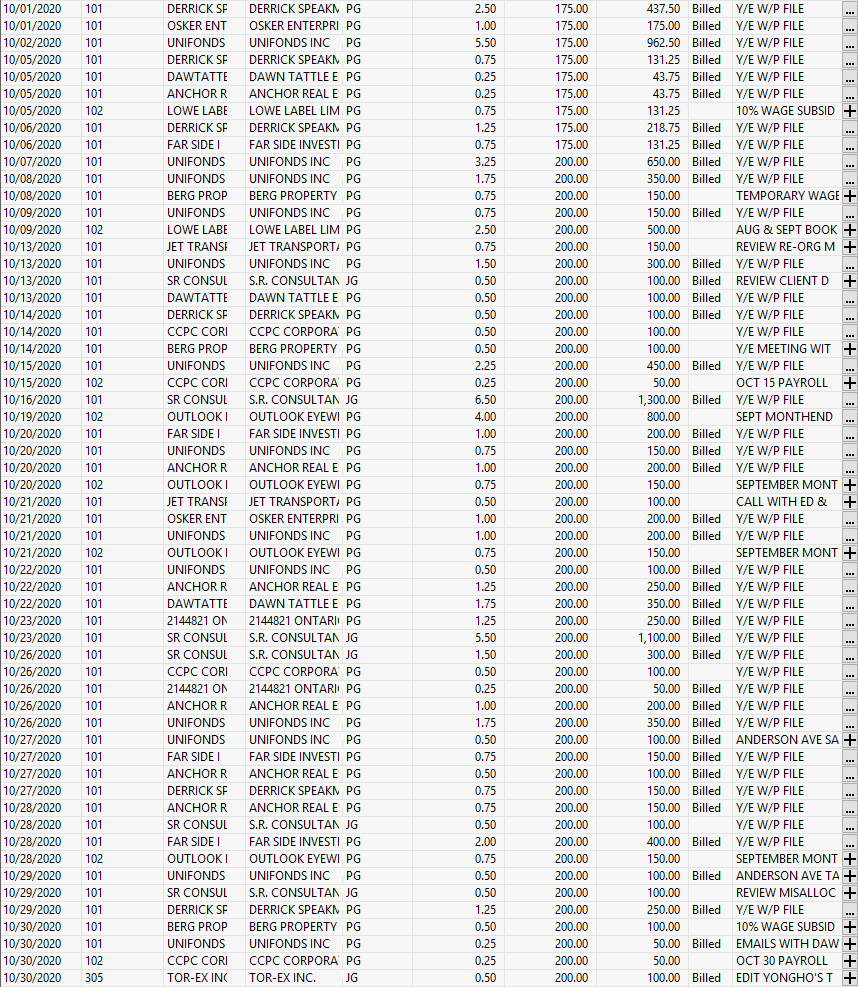 10/01/2020 101 DERRICK SP DERRICK SPEAKM PG 2.50 175.00 437.50 Billed Y/E W/P FILE ...
10/01/2020 101 OSKER ENT OSKER ENTERPRI PG 1.00 175.00 175.00 Billed Y/E W/P FILE ...
10/02/2020 101 UNIFONDS UNIFONDS INC PG 5.50 175.00 962.50 Billed Y/E W/P FILE ...
10/05/2020 101 DERRICK SP DERRICK SPEAKM PG 0.75 175.00 131.25 Billed Y/E W/P FILE ...
10/05/2020 101 DAWTATTE DAWN TATTLE E PG 0.25 175.00 43.75 Billed Y/E W/P FILE ...
10/05/2020 101 ANCHOR R ANCHOR REAL E PG 0.25 175.00 43.75 Billed Y/E W/P FILE ...
10/05/2020 102 LOWE LABE LOWE LABEL LIM PG 0.75 175.00 131.25 10% WAGE SUBSID +
10/06/2020 101 DERRICK SP DERRICK SPEAKM PG 1.25 175.00 218.75 Billed Y/E W/P FILE ...
10/06/2020 101 FAR SIDE I FAR SIDE INVESTI PG 0.75 175.00 131.25 Billed Y/E W/P FILE ...
10/07/2020 101 UNIFONDS UNIFONDS INC PG 3.25 200.00 650.00 Billed Y/E W/P FILE ...
10/08/2020 101 UNIFONDS UNIFONDS INC PG 1.75 200.00 350.00 Billed Y/E W/P FILE ...
10/08/2020 101 BERG PROP BERG PROPERTY PG 0.75 200.00 150.00 TEMPORARY WAGE +
10/09/2020 101 UNIFONDS UNIFONDS INC PG 0.75 200.00 150.00 Billed Y/E W/P FILE ...
10/09/2020 102 LOWE LABE LOWE LABEL LIM PG 2.50 200.00 500.00 AUG & SEPT BOOK +
10/13/2020 101 JET TRANSP JET TRANSPORTA PG 0.75 200.00 150.00 REVIEW RE-ORG M +
10/13/2020 101 UNIFONDS UNIFONDS INC PG 1.50 200.00 300.00 Billed Y/E W/P FILE ...
10/13/2020 101 SR CONSUL S.R. CONSULTAN JG 0.50 200.00 100.00 Billed REVIEW CLIENT D +
10/13/2020 101 DAWTATTE DAWN TATTLE E PG 0.50 200.00 100.00 Billed Y/E W/P FILE ...
10/14/2020 101 DERRICK SP DERRICK SPEAKM PG 0.50 200.00 100.00 Billed Y/E W/P FILE ...
10/14/2020 101 CCPC CORI CCPC CORPORA PG 0.50 200.00 100.00 Y/E W/P FILE ...
10/14/2020 101 BERG PROP BERG PROPERTY PG 0.50 200.00 100.00 Y/E MEETING WIT +
10/15/2020 101 UNIFONDS UNIFONDS INC PG 2.25 200.00 450.00 Billed Y/E W/P FILE ...
10/15/2020 102 CCPC CORI CCPC CORPORA PG 0.25 200.00 50.00 OCT 15 PAYROLL +
10/16/2020 101 SR CONSUL S.R. CONSULTAN JG 6.50 200.00 1,300.00 Billed Y/E W/P FILE ...
10/19/2020 102 OUTLOOK I OUTLOOK EYEWI PG 4.00 200.00 800.00 SEPT MONTHEND ...
10/20/2020 101 FAR SIDE I FAR SIDE INVESTI PG 1.00 200.00 200.00 Billed Y/E W/P FILE ...
10/20/2020 101 UNIFONDS UNIFONDS INC PG 0.75 200.00 150.00 Billed Y/E W/P FILE ...
10/20/2020 101 ANCHOR R ANCHOR REAL E PG 1.00 200.00 200.00 Billed Y/E W/P FILE ...
10/20/2020 102 OUTLOOK I OUTLOOK EYEWI PG 0.75 200.00 150.00 SEPTEMBER MONT +
10/21/2020 101 JET TRANSP JET TRANSPORTA PG 0.50 200.00 100.00 CALL WITH ED & +
10/21/2020 101 OSKER ENT OSKER ENTERPRI PG 1.00 200.00 200.00 Billed Y/E W/P FILE ...
10/21/2020 101 UNIFONDS UNIFONDS INC PG 1.00 200.00 200.00 Billed Y/E W/P FILE ...
10/21/2020 102 OUTLOOK I OUTLOOK EYEWI PG 0.75 200.00 150.00 SEPTEMBER MONT +
10/22/2020 101 UNIFONDS UNIFONDS INC PG 0.50 200.00 100.00 Billed Y/E W/P FILE ...
10/22/2020 101 ANCHOR R ANCHOR REAL E PG 1.25 200.00 250.00 Billed Y/E W/P FILE ...
10/22/2020 101 DAWTATTE DAWN TATTLE E PG 1.75 200.00 350.00 Billed Y/E W/P FILE ...
10/23/2020 101 2144821 ON 2144821 ONTARI PG 1.25 200.00 250.00 Billed Y/E W/P FILE ...
10/23/2020 101 SR CONSUL S.R. CONSULTAN JG 5.50 200.00 1,100.00 Billed Y/E W/P FILE ...
10/26/2020 101 SR CONSUL S.R. CONSULTAN JG 1.50 200.00 300.00 Billed Y/E W/P FILE ...
10/26/2020 101 CCPC CORI CCPC CORPORA PG 0.50 200.00 100.00 Y/E W/P FILE ...
10/26/2020 101 2144821 ON 2144821 ONTARI PG 0.25 200.00 50.00 Billed Y/E W/P FILE ...
10/26/2020 101 ANCHOR R ANCHOR REAL E PG 1.00 200.00 200.00 Billed Y/E W/P FILE ...
10/26/2020 101 UNIFONDS UNIFONDS INC PG 1.75 200.00 350.00 Billed Y/E W/P FILE ...
10/27/2020 101 UNIFONDS UNIFONDS INC PG 0.50 200.00 100.00 Billed ANDERSON AVE SA +
10/27/2020 101 FAR SIDE I FAR SIDE INVESTI PG 0.75 200.00 150.00 Billed Y/E W/P FILE ...
10/27/2020 101 ANCHOR R ANCHOR REAL E PG 0.50 200.00 100.00 Billed Y/E W/P FILE ...
10/27/2020 101 DERRICK SP DERRICK SPEAKM PG 0.75 200.00 150.00 Billed Y/E W/P FILE ...
10/28/2020 101 ANCHOR R ANCHOR REAL E PG 0.75 200.00 150.00 Billed Y/E W/P FILE ...
10/28/2020 101 SR CONSUL S.R. CONSULTAN JG 0.50 200.00 100.00 Y/E W/P FILE ...
10/28/2020 101 FAR SIDE I FAR SIDE INVESTI PG 2.00 200.00 400.00 Billed Y/E W/P FILE ...
10/28/2020 102 OUTLOOK I OUTLOOK EYEWI PG 0.75 200.00 150.00 SEPTEMBER MONT +
10/29/2020 101 UNIFONDS UNIFONDS INC PG 0.50 200.00 100.00 Billed ANDERSON AVE TA +
10/29/2020 101 SR CONSUL S.R. CONSULTAN JG 0.50 200.00 100.00 REVIEW MISALLOC +
10/29/2020 101 DERRICK SP DERRICK SPEAKM PG 1.25 200.00 250.00 Billed Y/E W/P FILE ...
10/30/2020 101 BERG PROP BERG PROPERTY PG 0.50 200.00 100.00 10% WAGE SUBSID +
10/30/2020 101 UNIFONDS UNIFONDS INC PG 0.25 200.00 50.00 Billed EMAILS WITH DAW +
10/30/2020 102 CCPC CORI CCPC CORPORA PG 0.25 200.00 50.00 OCT 30 PAYROLL +
10/30/2020 305 TOR-EX INC TOR-EX INC. JG 0.50 200.00 100.00 Billed EDIT YONGHO'S T +